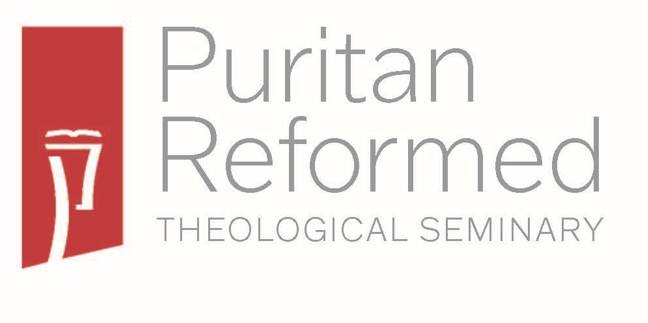 Puritan
Reformed
THEOLOGICAL SEMINARY